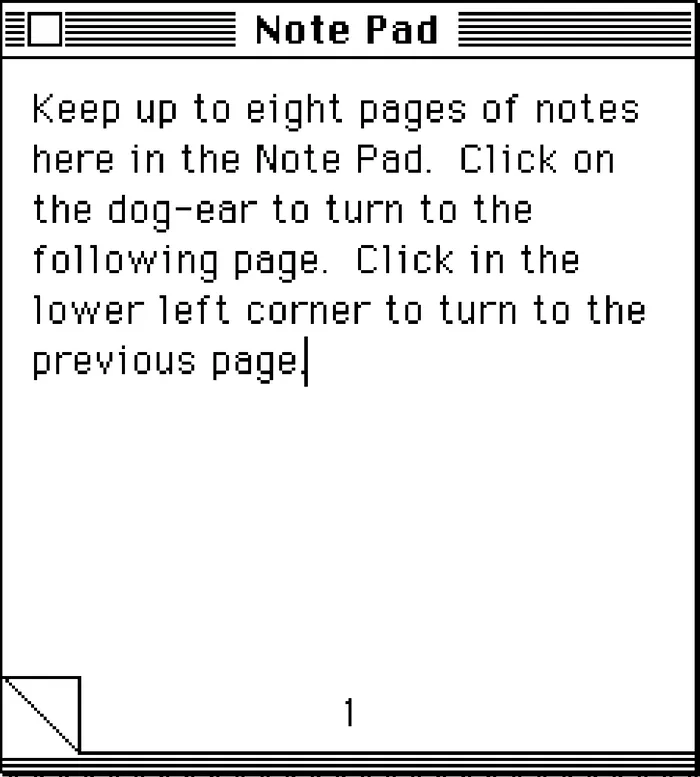 Note Pad
Keep up to eight pages of notes
here in the Note Pad.  Click on
the dog-ear to turn to the
following page.  Click in the
lower left corner to turn to the
previous page.
1